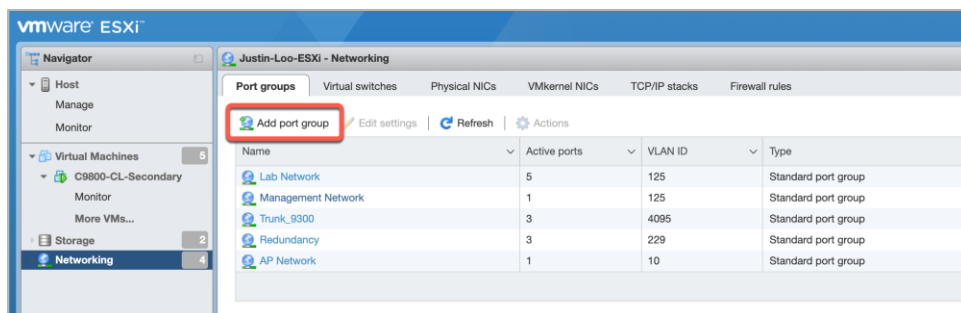 vmware ESXi™
Navigator
Justin-Loo-ESXi - Networking
Host
Manage
Monitor
Virtual Machines 5
C9800-CL-Secondary
Monitor
More VMs...
Storage 2
Networking 4
Port groups Virtual switches Physical NICs VMkernel NICs TCP/IP stacks Firewall rules
Add port group Edit settings Refresh Actions
Name Active ports VLAN ID Type
Lab Network 5 125 Standard port group
Management Network 1 125 Standard port group
Trunk_9300 3 4095 Standard port group
Redundancy 3 229 Standard port group
AP Network 1 10 Standard port group